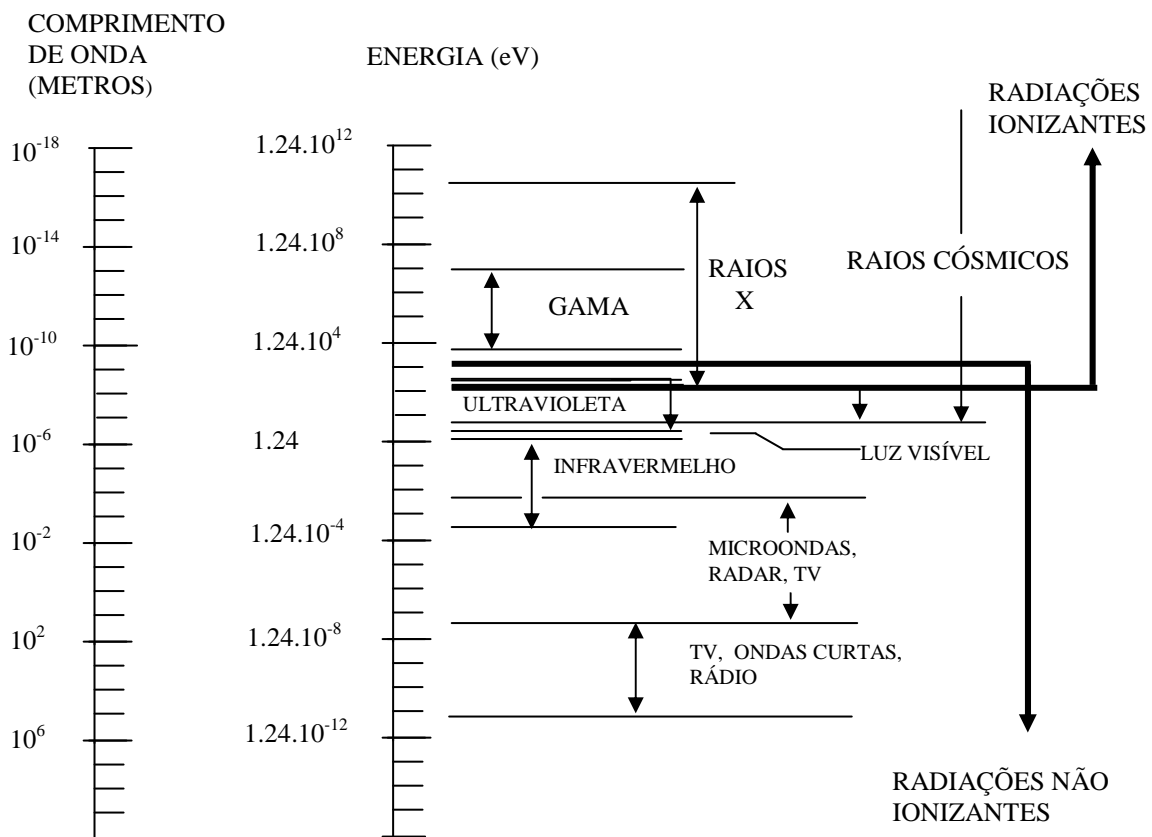 COMPRIMENTO
DE ONDA
(METROS)
ENERGIA (eV)
RADIAÇÕES
IONIZANTES
10⁻¹⁸
10⁻¹⁴
10⁻¹⁰
10⁻⁶
10⁻²
10²
10⁶
1.24.10¹²
1.24.10⁸
1.24.10⁴
1.24
1.24.10⁻⁴
1.24.10⁻⁸
1.24.10⁻¹²
RAIOS
X
RAIOS CÓSMICOS
GAMA
ULTRAVIOLETA
LUZ VISÍVEL
INFRAVERMELHO
MICROONDAS,
RADAR, TV
TV, ONDAS CURTAS,
RÁDIO
RADIAÇÕES NÃO
IONIZANTES